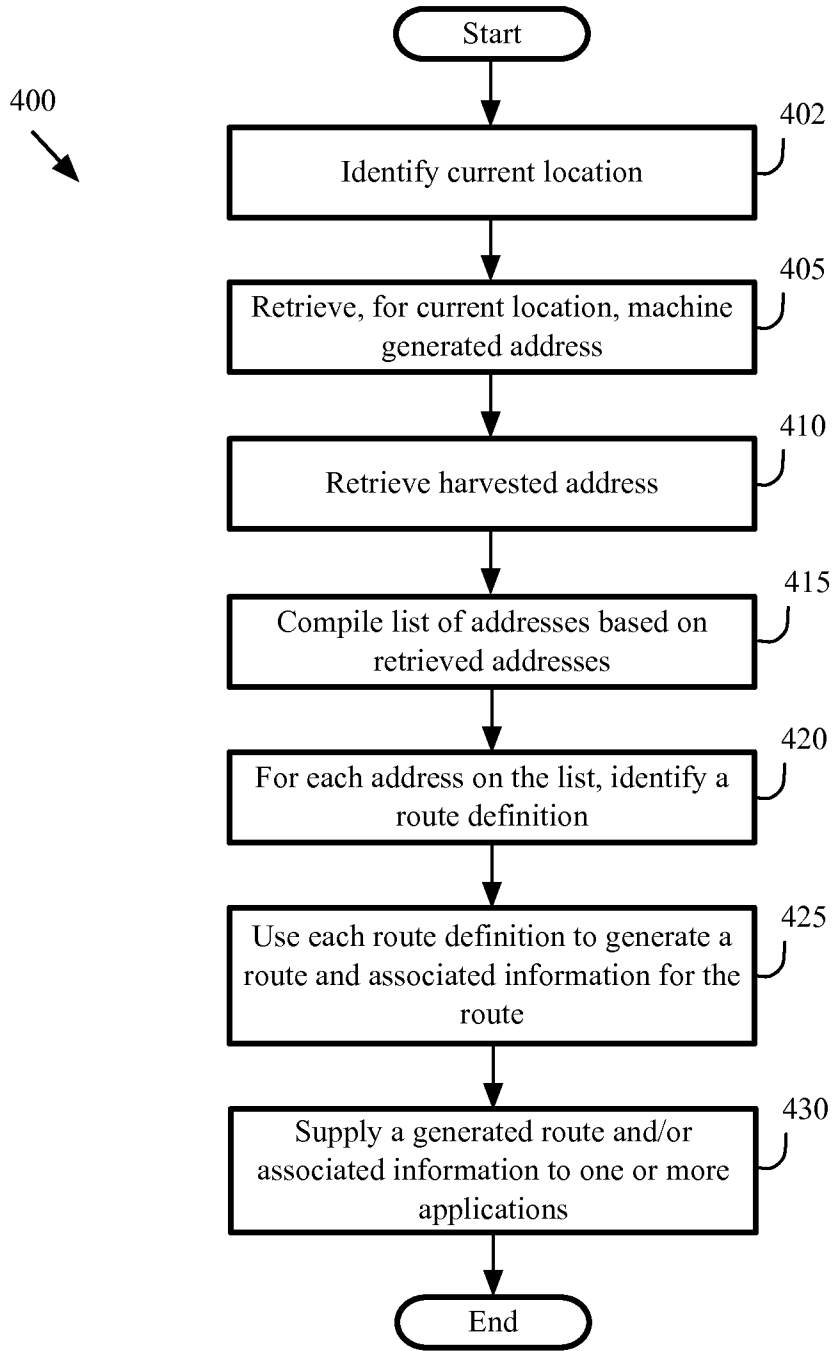 Start
400
402
Identify current location
405
Retrieve, for current location, machine
generated address
410
Retrieve harvested address
415
Compile list of addresses based on
retrieved addresses
420
For each address on the list, identify a
route definition
425
Use each route definition to generate a
route and associated information for the
route
430
Supply a generated route and/or
associated information to one or more
applications
End